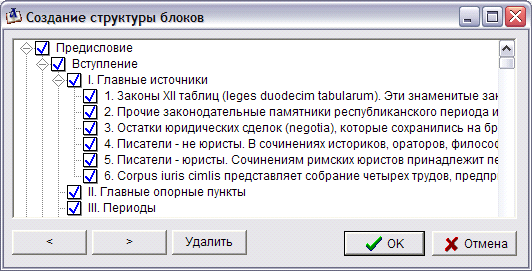 Создание структуры блоков
Предисловие
Вступление
I. Главные источники
1. Законы XII таблиц (leges duodecim tabularum). Эти знаменитые зак
2. Прочие законодательные памятники республиканского периода и
3. Остатки юридических сделок (negotia), которые сохранились на бр
4. Писатели - не юристы. В сочинениях историков, ораторов, философ
5. Писатели - юристы. Сочинениям римских юристов принадлежит пе
6. Corpus iuris cimlis представляет собрание четырех трудов, предпр
II. Главные опорные пункты
III. Периоды
< > Удалить OK Отмена